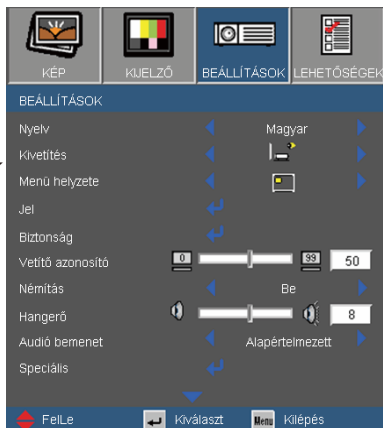 KÉP KIJELZŐ BEÁLLÍTÁSOK LEHETŐSÉGEK
BEÁLLÍTÁSOK
Nyelv Magyar
Kivetítés
Menü helyzete
Jel
Biztonság
Vetítő azonosító 0 99 50
Némítás Be
Hangerő 8
Audió bemenet Alapértelmezett
Speciális
FelLe Kiválaszt Menu Kilépés